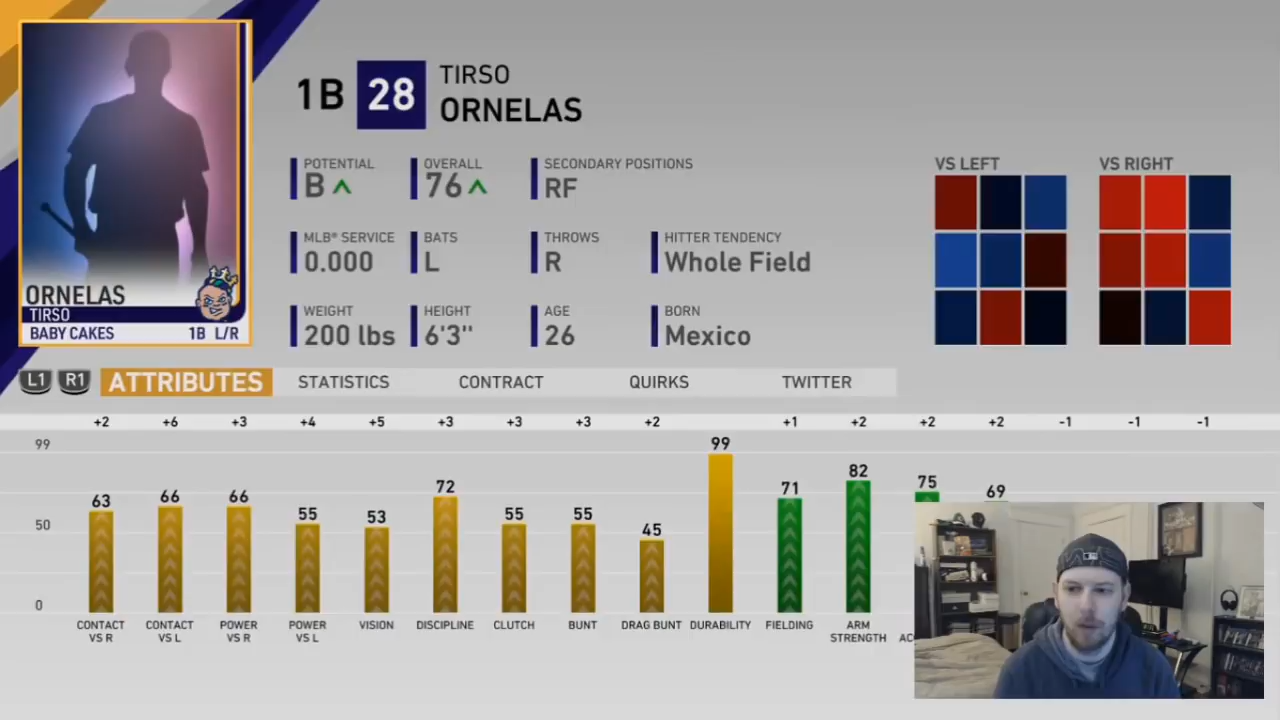 1B 28 TIRSO
ORNELAS
POTENTIAL OVERALL SECONDARY POSITIONS
B 76 RF
MLB® SERVICE BATS THROWS HITTER TENDENCY
0.000 L R Whole Field
WEIGHT HEIGHT AGE BORN
200 lbs 6'3" 26 Mexico
VS LEFT VS RIGHT
ORNELAS
TIRSO
BABY CAKES 1B L/R
L1 R1 ATTRIBUTES STATISTICS CONTRACT QUIRKS TWITTER
+2 +6 +3 +4 +5 +3 +3 +3 +2 +1 +2 +2 +2 -1 -1 -1
99
50
0
63 66 66 55 53 72 55 55 45 99 71 82 75 69
CONTACT VS R
CONTACT VS L
POWER VS R
POWER VS L
VISION
DISCIPLINE
CLUTCH
BUNT
DRAG BUNT
DURABILITY
FIELDING
ARM STRENGTH